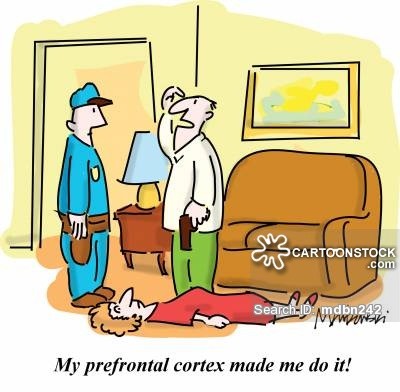 CARTOONSTOCK
.com
Search ID: mdbn242
My prefrontal cortex made me do it!